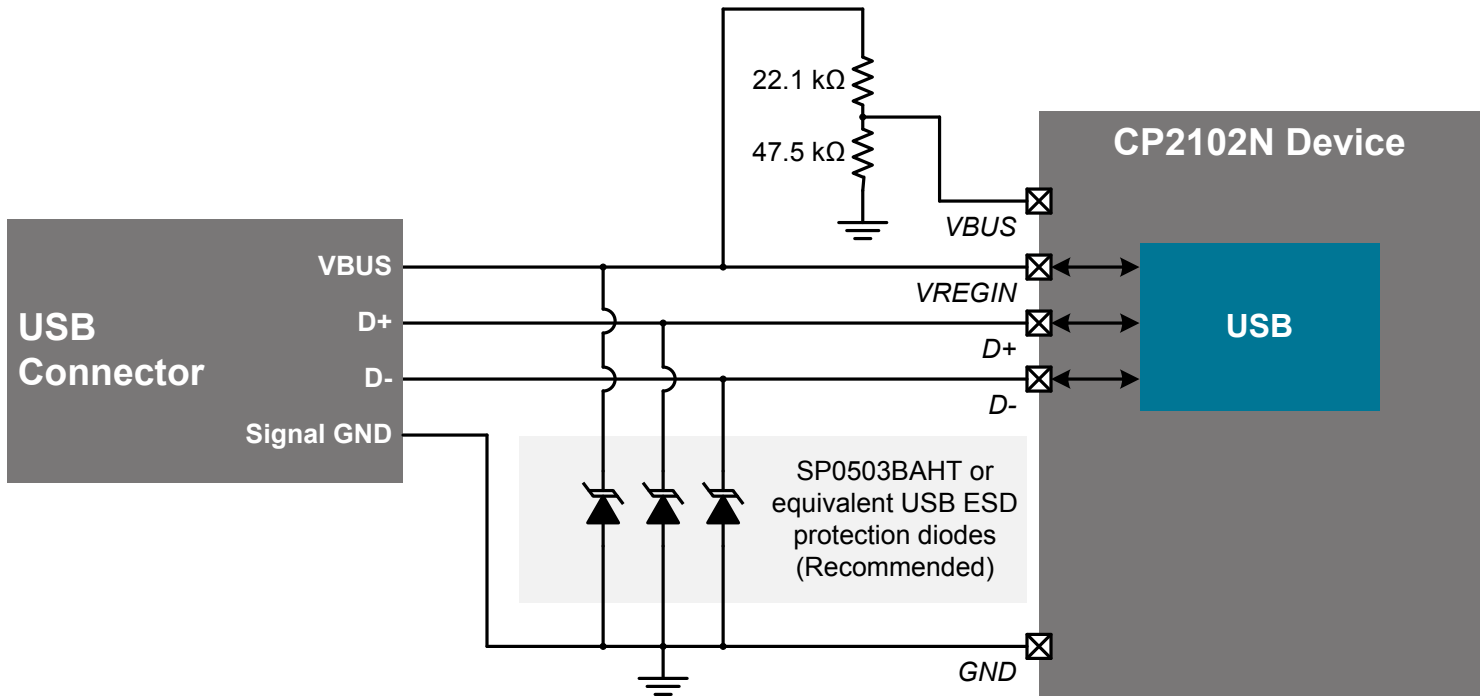 22.1 kΩ
47.5 kΩ
CP2102N Device
VBUS
VBUS
VREGIN
USB
Connector
D+
D+
USB
D-
D-
Signal GND
SP0503BAHT or
equivalent USB ESD
protection diodes
(Recommended)
GND